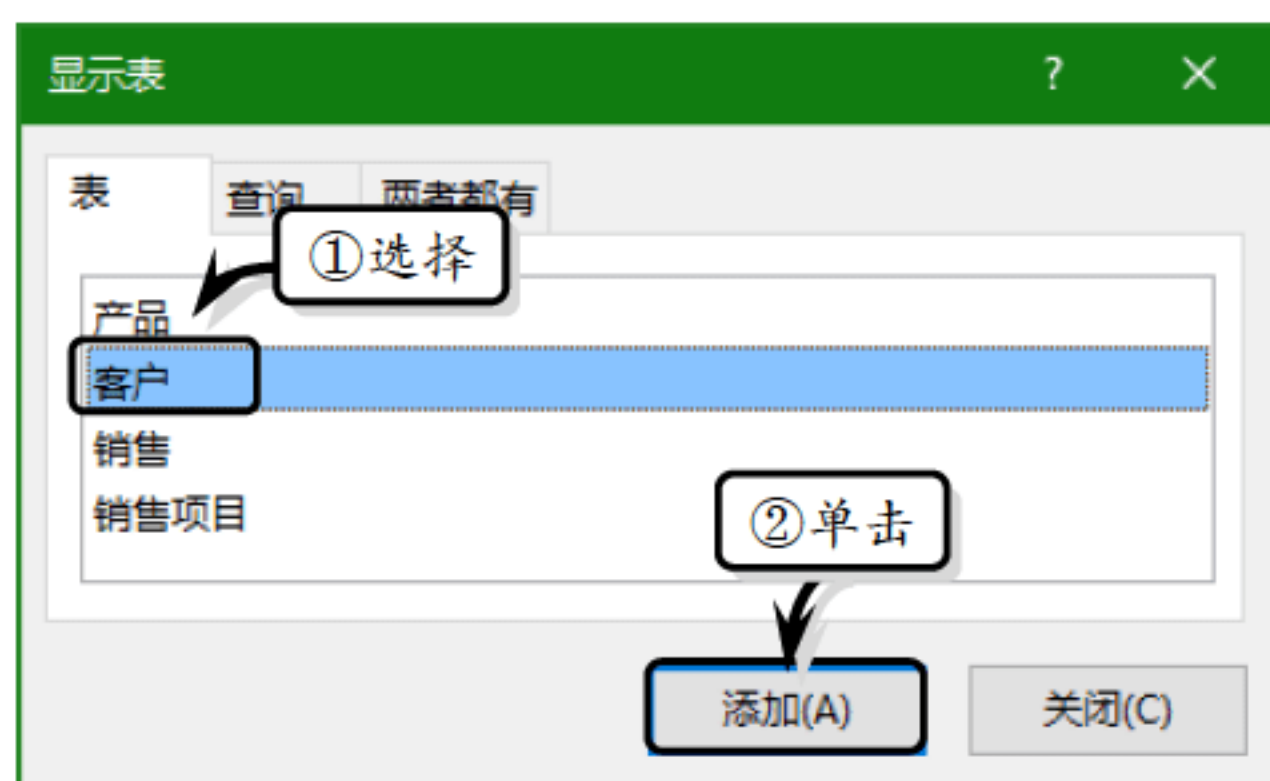 显示表 ? ×
表 查询 两者都有
①选择
产品
客户
销售
销售项目
②单击
添加(A) 关闭(C)